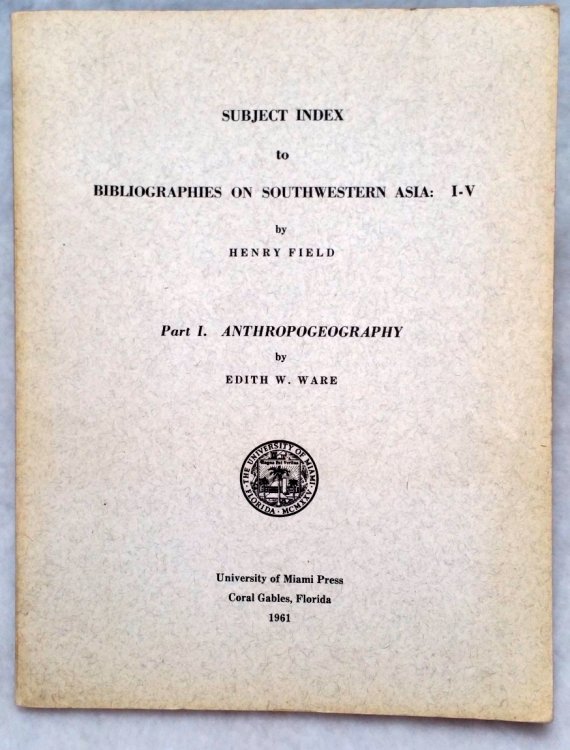 SUBJECT INDEX
to
BIBLIOGRAPHIES ON SOUTHWESTERN ASIA: I-V
by
HENRY FIELD
Part I. ANTHROPOGEOGRAPHY
by
EDITH W. WARE
THE UNIVERSITY OF MIAMI
FLORIDA · MCMXXV
University of Miami Press
Coral Gables, Florida
1961